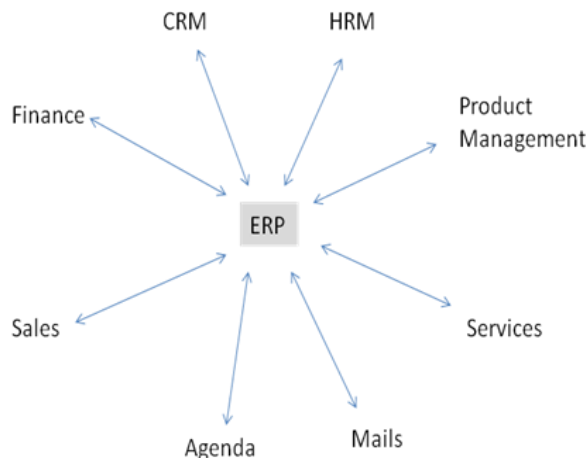 CRM
HRM
Finance
Product
Management
ERP
Sales
Services
Agenda
Mails